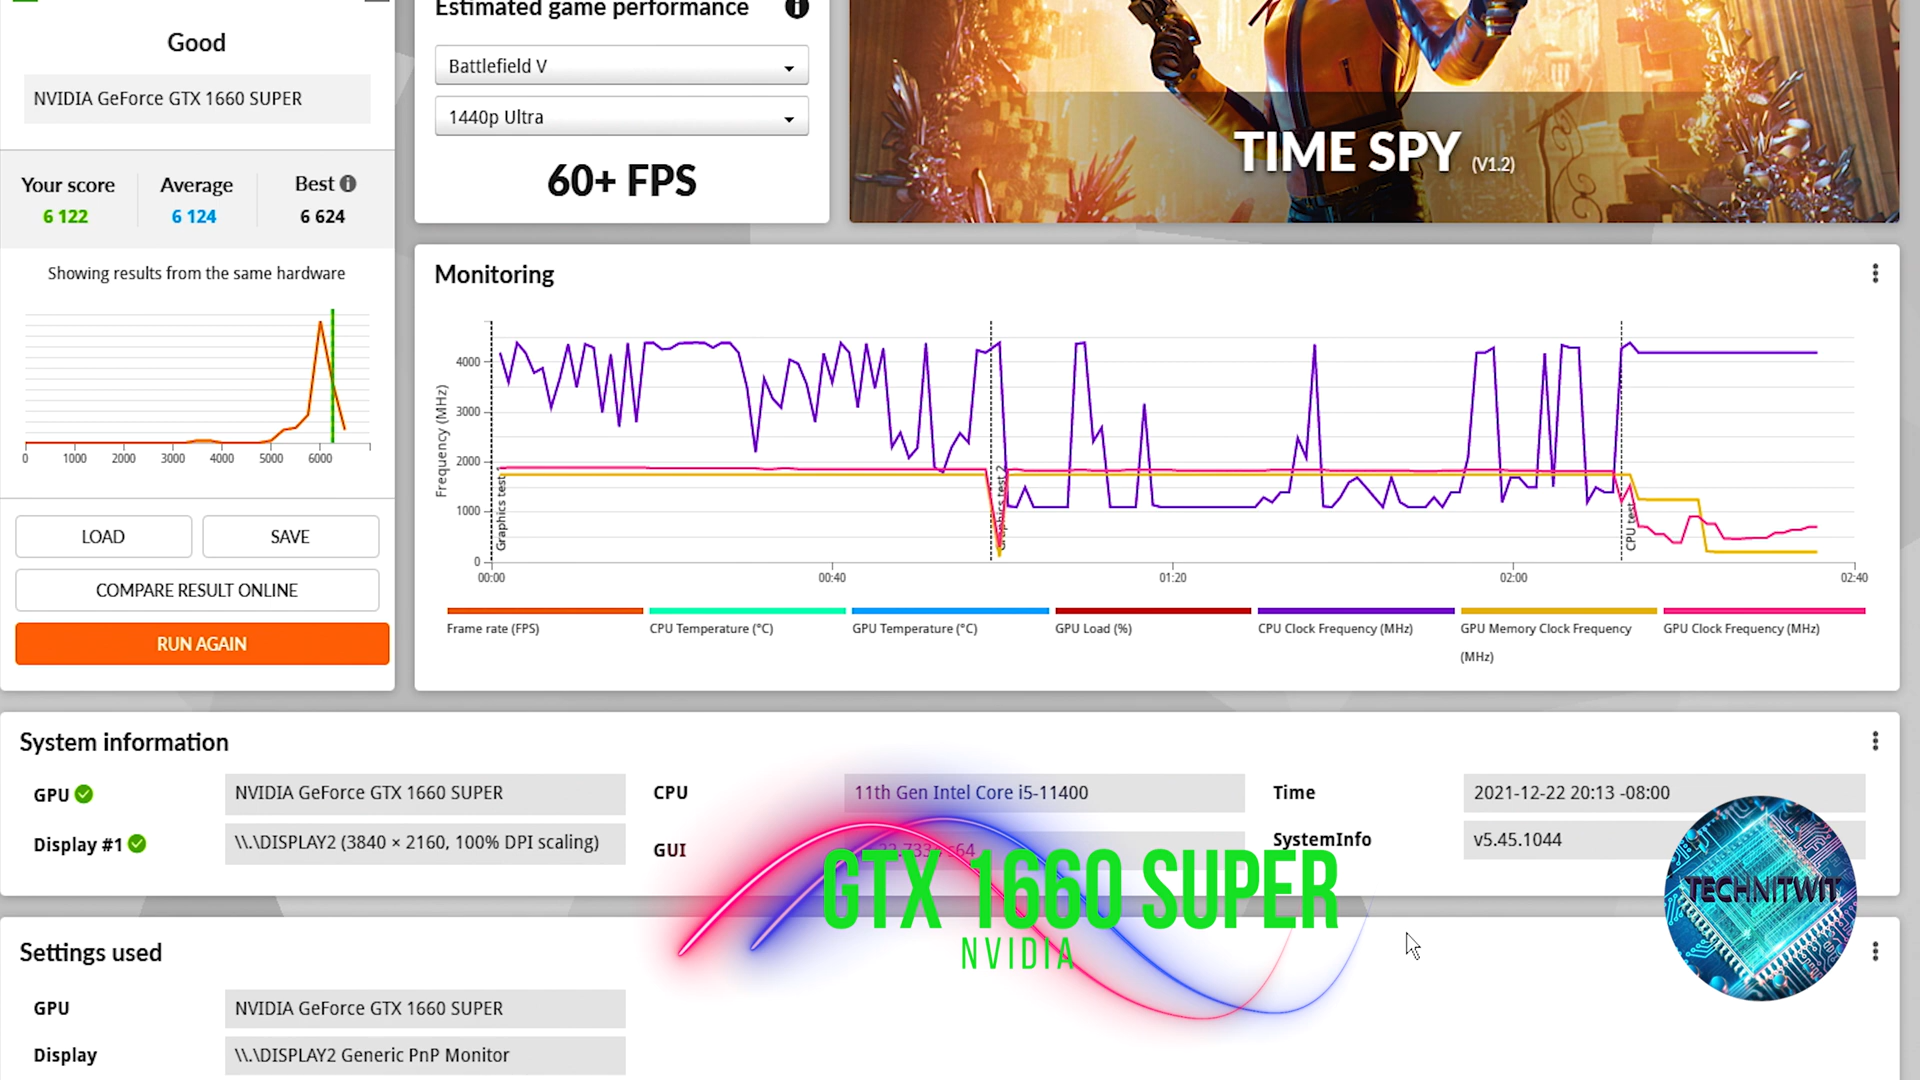 Good
NVIDIA GeForce GTX 1660 SUPER
Your score
Average
Best
6 122
6 124
6 624
Showing results from the same hardware
0 1000 2000 3000 4000 5000 6000
LOAD
SAVE
COMPARE RESULT ONLINE
RUN AGAIN
Estimated game performance
Battlefield V
1440p Ultra
60+ FPS
TIME SPY (V1.2)
Monitoring
Frequency (MHz)
4000
3000
2000
1000
0
Graphics test
Graphics test 2
CPU test
00:00 00:40 01:20 02:00 02:40
Frame rate (FPS)
CPU Temperature (°C)
GPU Temperature (°C)
GPU Load (%)
CPU Clock Frequency (MHz)
GPU Memory Clock Frequency
(MHz)
GPU Clock Frequency (MHz)
System information
GPU
NVIDIA GeForce GTX 1660 SUPER
CPU
11th Gen Intel Core i5-11400
Time
2021-12-22 20:13 -08:00
Display #1
\\.\DISPLAY2 (3840 × 2160, 100% DPI scaling)
GUI
SystemInfo
v5.45.1044
GTX 1660 SUPER
NVIDIA
TECHNITWIT
Settings used
GPU
NVIDIA GeForce GTX 1660 SUPER
Display
\\.\DISPLAY2 Generic PnP Monitor